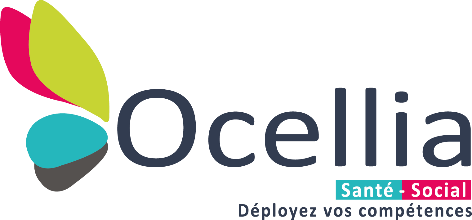 Ocellia
Santé - Social
Déployez vos compétences